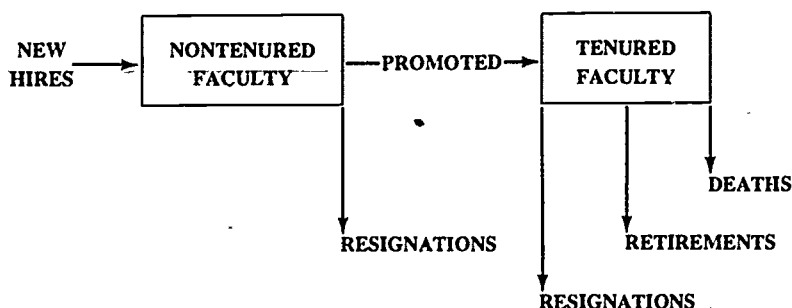 NEW
HIRES
NONTENURED
FACULTY
PROMOTED
TENURED
FACULTY
DEATHS
RESIGNATIONS
RETIREMENTS
RESIGNATIONS